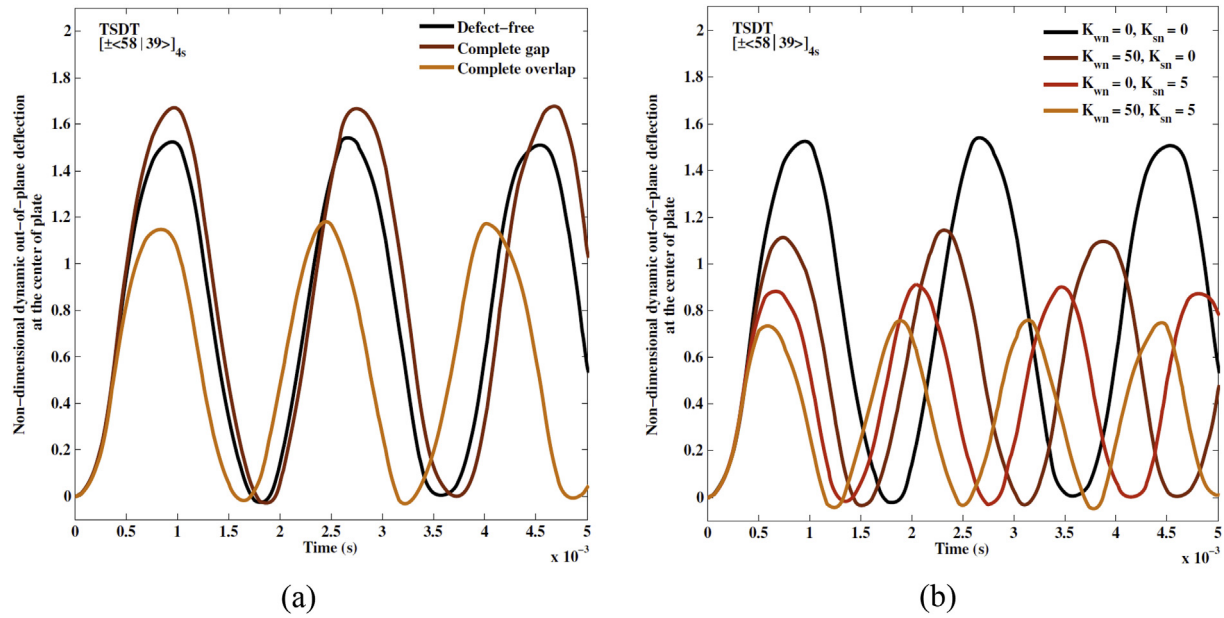 TSDT
[±<58 | 39>]4s
Defect−free
Complete gap
Complete overlap
2
1.8
1.6
1.4
1.2
1
0.8
0.6
0.4
0.2
0
Non−dimensional dynamic out−of−plane deflection
at the center of plate
0 0.5 1 1.5 2 2.5 3 3.5 4 4.5 5
Time (s)
x 10−3
(a)
TSDT
[±<58 | 39>]4s
Kwn = 0, Ksn = 0
Kwn = 50, Ksn = 0
Kwn = 0, Ksn = 5
Kwn = 50, Ksn = 5
2
1.8
1.6
1.4
1.2
1
0.8
0.6
0.4
0.2
0
Non−dimensional dynamic out−of−plane deflection
at the center of plate
0 0.5 1 1.5 2 2.5 3 3.5 4 4.5 5
Time (s)
x 10−3
(b)